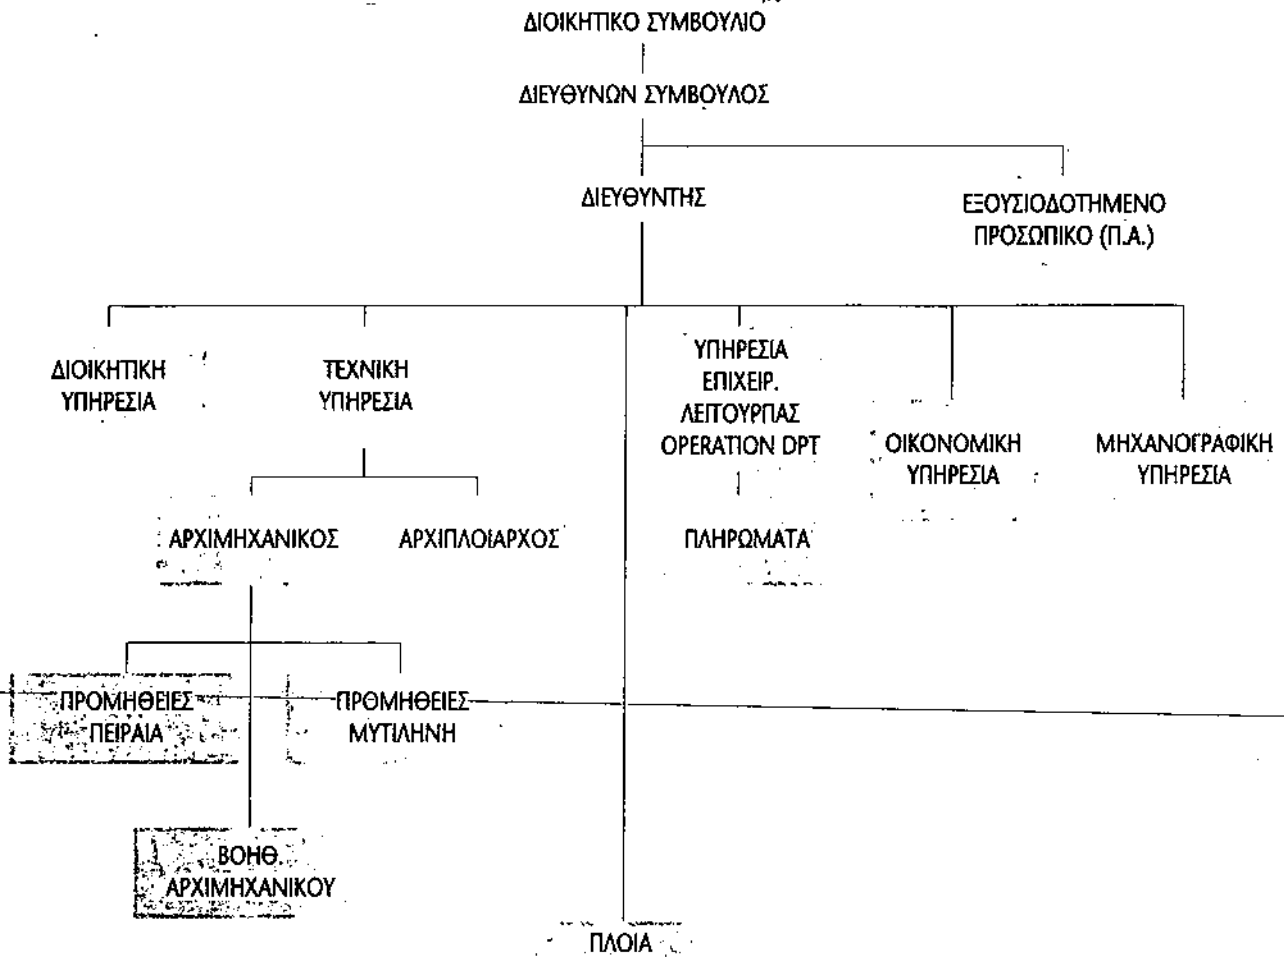 ΔΙΟΙΚΗΤΙΚΟ ΣΥΜΒΟΥΛΙΟ
ΔΙΕΥΘΥΝΩΝ ΣΥΜΒΟΥΛΟΣ
ΔΙΕΥΘΥΝΤΗΣ
ΕΞΟΥΣΙΟΔΟΤΗΜΕΝΟ
ΠΡΟΣΩΠΙΚΟ (Π.Α.)
ΔΙΟΙΚΗΤΙΚΗ
ΥΠΗΡΕΣΙΑ
ΤΕΧΝΙΚΗ
ΥΠΗΡΕΣΙΑ
ΥΠΗΡΕΣΙΑ
ΕΠΙΧΕΙΡ.
ΛΕΙΤΟΥΡΓΙΑΣ
OPERATION DPT
ΟΙΚΟΝΟΜΙΚΗ
ΥΠΗΡΕΣΙΑ
ΜΗΧΑΝΟΓΡΑΦΙΚΗ
ΥΠΗΡΕΣΙΑ
ΑΡΧΙΜΗΧΑΝΙΚΟΣ
ΑΡΧΙΠΛΟΙΑΡΧΟΣ
ΠΛΗΡΩΜΑΤΑ
ΠΡΟΜΗΘΕΙΕΣ
ΠΕΙΡΑΙΑ
ΠΡΟΜΗΘΕΙΕΣ
ΜΥΤΙΛΗΝΗ
ΒΟΗΘ.
ΑΡΧΙΜΗΧΑΝΙΚΟΥ
ΠΛΟΙΑ